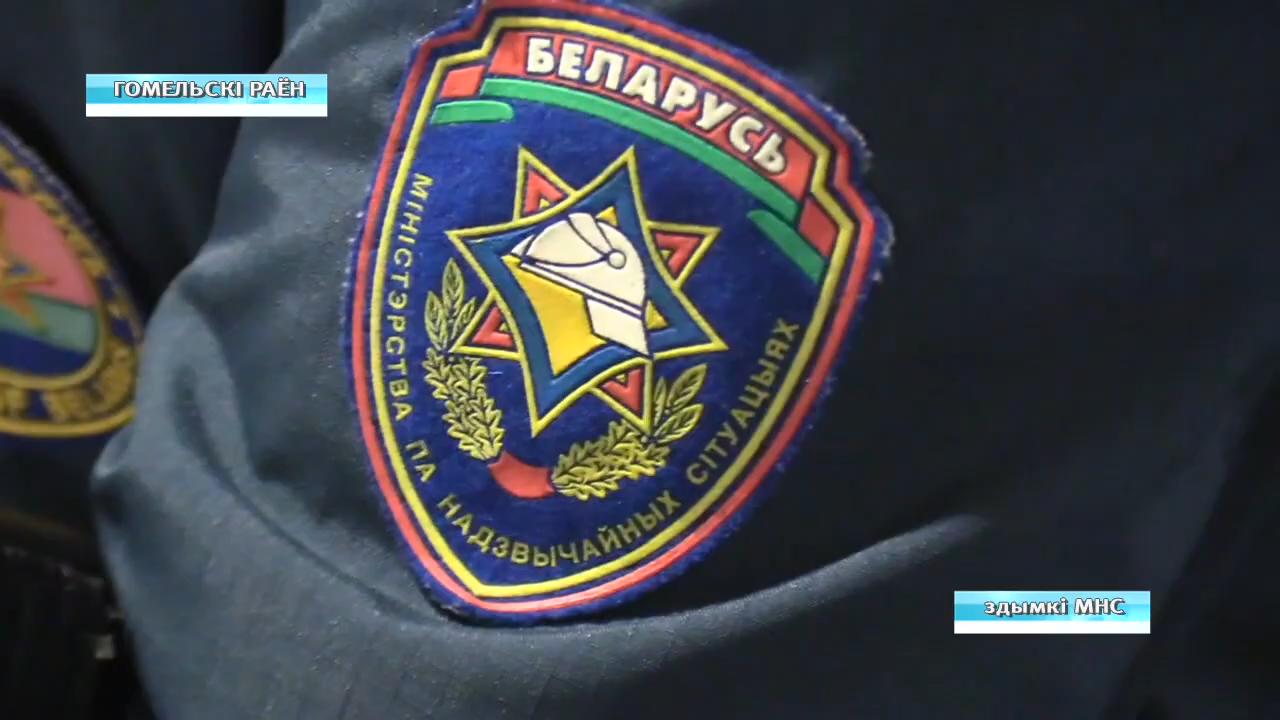 ГОМЕЛЬСКІ РАЁН
БЕЛАРУСЬ
МІНІСТЭРСТВА ПА НАДЗВЫЧАЙНЫХ СІТУАЦЫЯХ
здымкі МНС